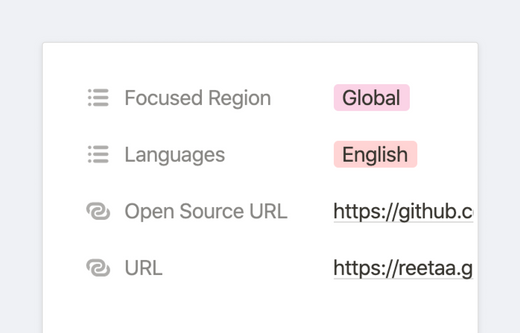 Focused Region Global
Languages English
Open Source URL https://github.c
URL https://reetaa.g